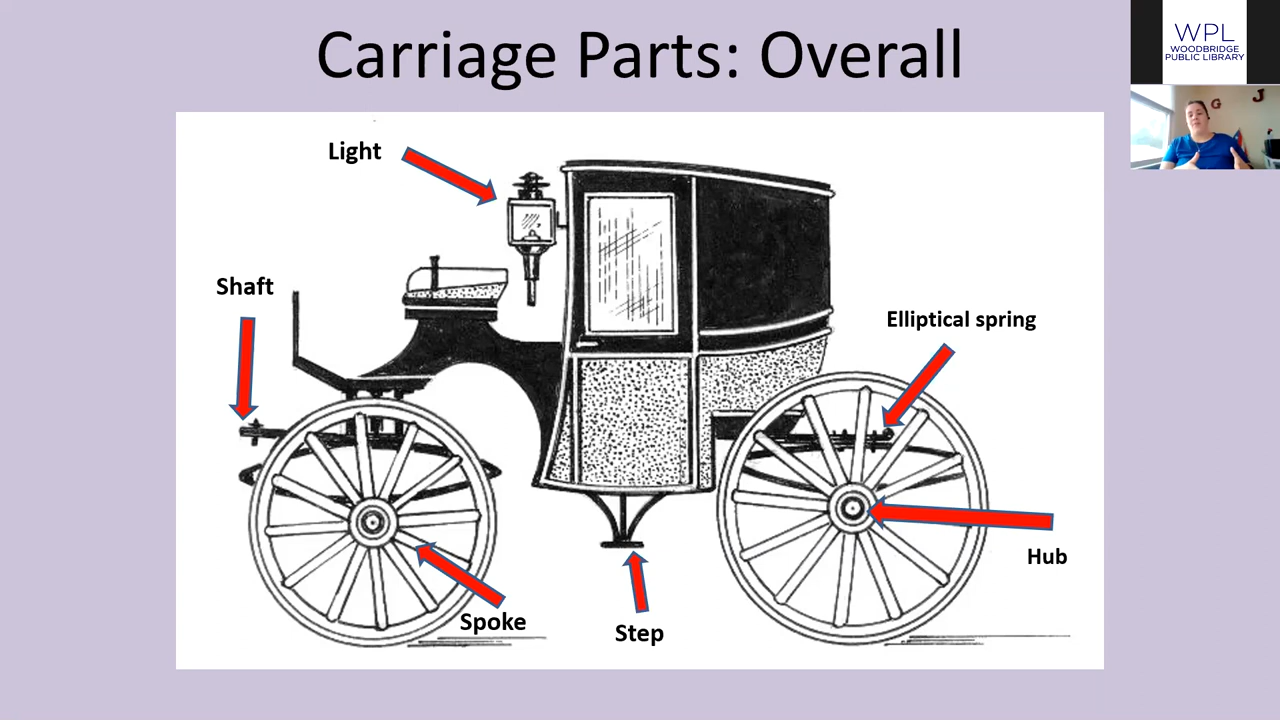 Carriage Parts: Overall
WPL
WOODBRIDGE
PUBLIC LIBRARY
G J
Light
Shaft
Elliptical spring
Hub
Spoke
Step